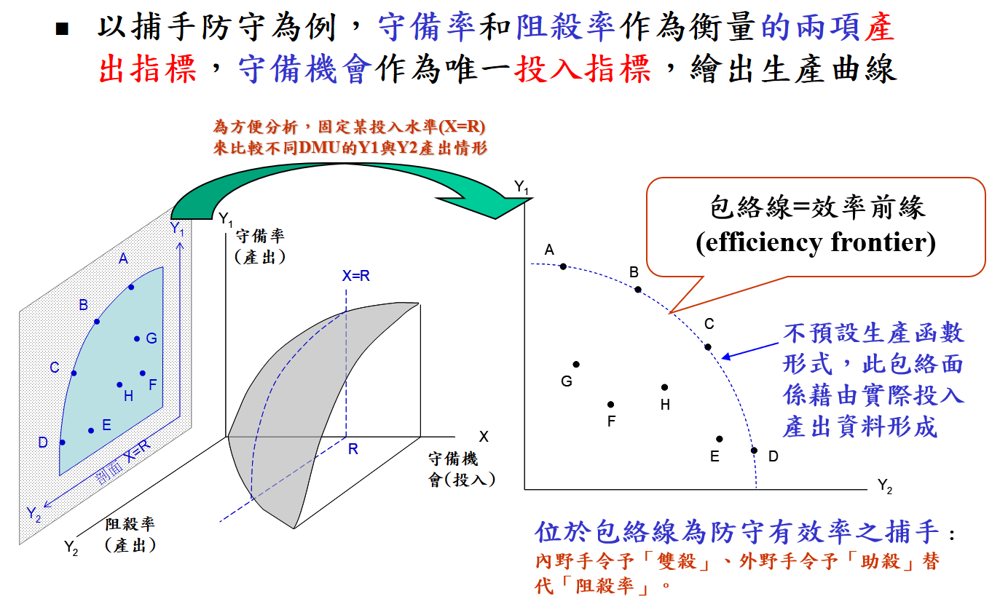 ■ 以捕手防守為例，守備率和阻殺率作為衡量的兩項產
出指標，守備機會作為唯一投入指標，繪出生產曲線
為方便分析，固定某投入水準(X=R)
來比較不同DMU的Y1與Y2產出情形
Y1
A
B
C
D
E
F
G
H
剖面 X=R
Y2
Y1
守備率
（產出）
X=R
R
X
守備機
會(投入)
阻殺率
（產出）
Y2
Y1
A
B
C
D
E
F
G
H
Y2
包絡線=效率前緣
(efficiency frontier)
不預設生產函數
形式，此包絡面
係藉由實際投入
產出資料形成
位於包絡線為防守有效率之捕手：
內野手令予「雙殺」、外野手令予「助殺」替
代「阻殺率」。